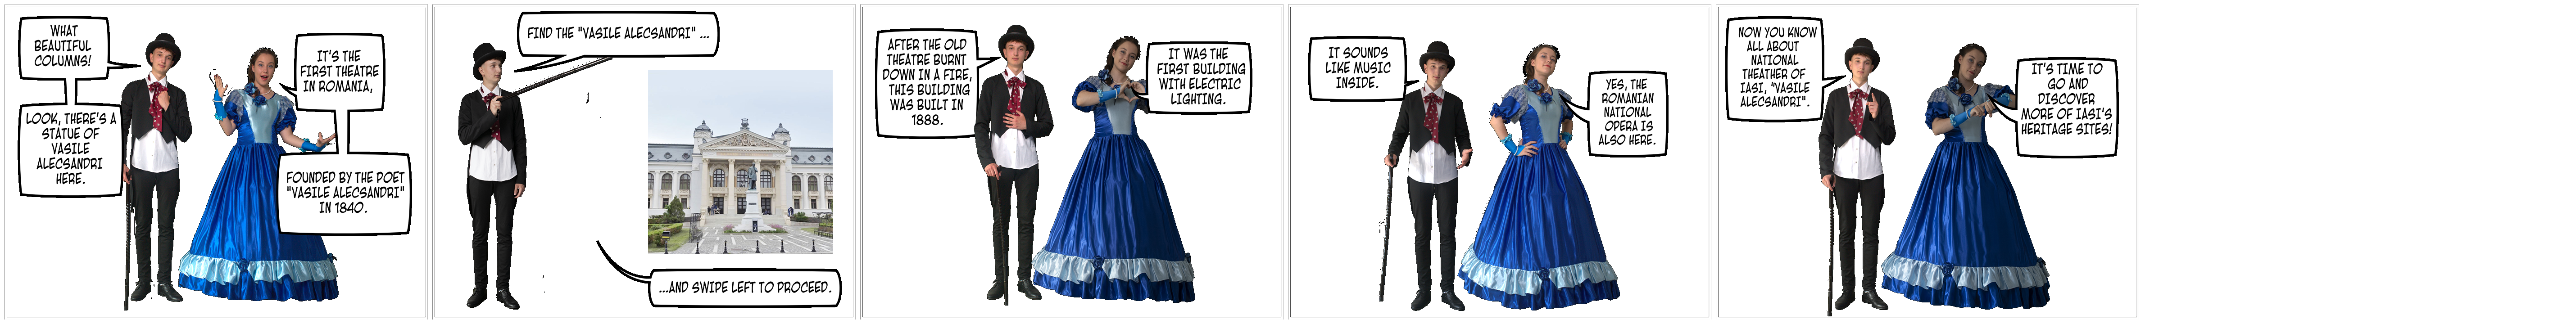 WHAT
BEAUTIFUL
COLUMNS!
LOOK, THERE'S A
STATUE OF
VASILE
ALECSANDRI
HERE.
IT'S THE
FIRST THEATRE
IN ROMANIA,
FOUNDED BY THE POET
"VASILE ALECSANDRI"
IN 1840.
FIND THE "VASILE ALECSANDRI" ...
...AND SWIPE LEFT TO PROCEED.
AFTER THE OLD
THEATRE BURNT
DOWN IN A FIRE,
THIS BUILDING
WAS BUILT IN
1888.
IT WAS THE
FIRST BUILDING
WITH ELECTRIC
LIGHTING.
IT SOUNDS
LIKE MUSIC
INSIDE.
YES, THE
ROMANIAN
NATIONAL
OPERA IS
ALSO HERE.
NOW YOU KNOW
ALL ABOUT
NATIONAL
THEATHER OF
IASI, "VASILE
ALECSANDRI".
IT'S TIME TO
GO AND
DISCOVER
MORE OF IASI'S
HERITAGE SITES!